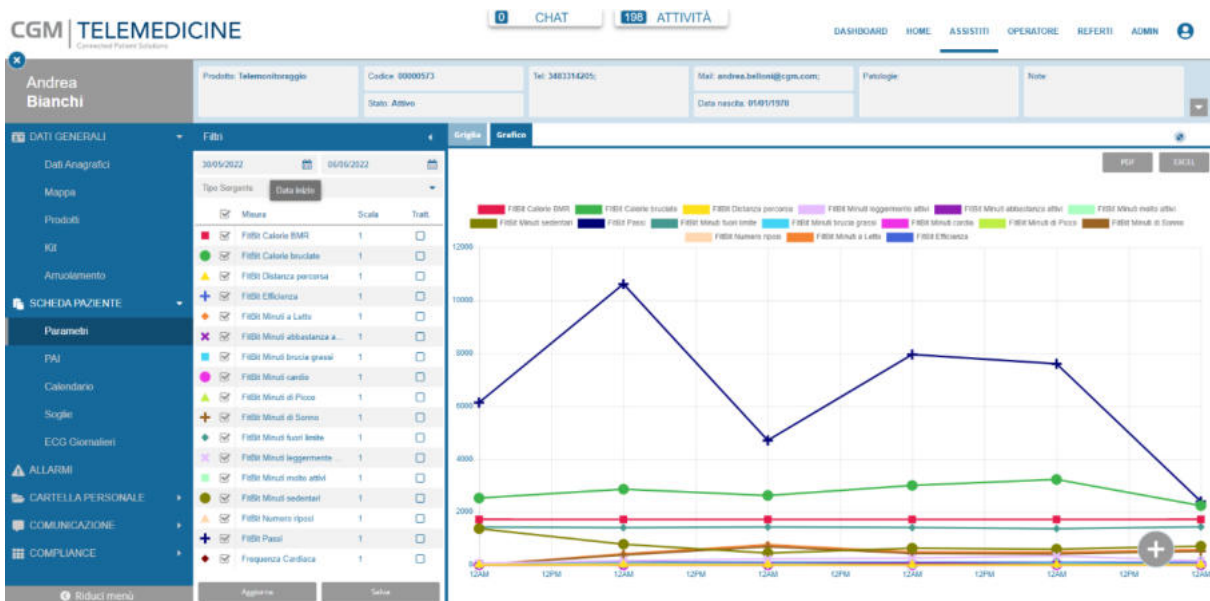 0 CHAT 198 ATTIVITÀ
CGM TELEMEDICINE
Connected Patient Solutions
DASHBOARD HOME ASSISTITI OPERATORE REFERTI ADMIN
Andrea
Bianchi
Prodotto: Telemonitoraggio
Codice: 00000573
Stato: Attivo
Tel: 3483314205;
Mail: andrea.belloni@cgm.com;
Data nascita: 01/01/1978
Patologie:
Note
DATI GENERALI
Dati Anagrafici
Mappa
Prodotti
Kit
Arruolamento
SCHEDA PAZIENTE
Parametri
PAI
Calendario
Soglie
ECG Giornalieri
ALLARMI
CARTELLA PERSONALE
COMUNICAZIONE
COMPLIANCE
Riduci menù
Filtri
30/05/2022 06/06/2022
Tipo Sorgente
Data Inizio
Misura Scala Tratt.
FitBit Calorie BMR 1
FitBit Calorie bruciate 1
FitBit Distanza percorsa 1
FitBit Efficienza 1
FitBit Minuti a Letto 1
FitBit Minuti abbastanza a... 1
FitBit Minuti brucia grassi 1
FitBit Minuti cardio 1
FitBit Minuti di Picco 1
FitBit Minuti di Sonno 1
FitBit Minuti fuori limite 1
FitBit Minuti leggermente ... 1
FitBit Minuti molto attivi 1
FitBit Minuti sedentari 1
FitBit Numero riposi 1
FitBit Passi 1
Frequenza Cardiaca 1
Aggiorna Salva
Griglia Grafico
PDF EXCEL
FitBit Calorie BMR FitBit Calorie bruciate FitBit Distanza percorsa FitBit Minuti leggermente attivi FitBit Minuti abbastanza attivi FitBit Minuti molto attivi
FitBit Minuti sedentari FitBit Passi FitBit Minuti fuori limite FitBit Minuti brucia grassi FitBit Minuti cardio FitBit Minuti di Picco FitBit Minuti di Sonno
FitBit Numero riposi FitBit Minuti a Letto FitBit Efficienza
12000
10000
8000
6000
4000
2000
0
12AM 12PM 12AM 12PM 12AM 12PM 12AM 12PM 12AM 12PM 12AM